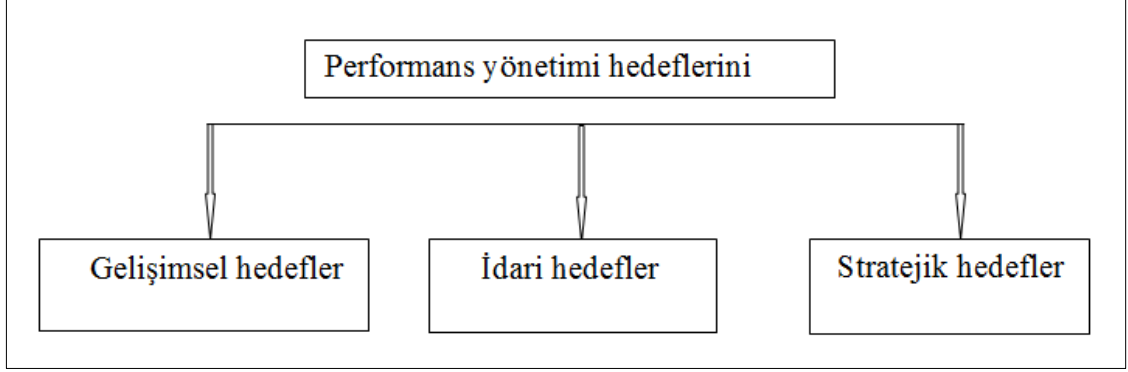 Performans yönetimi hedeflerini
Gelişimsel hedefler
İdari hedefler
Stratejik hedefler